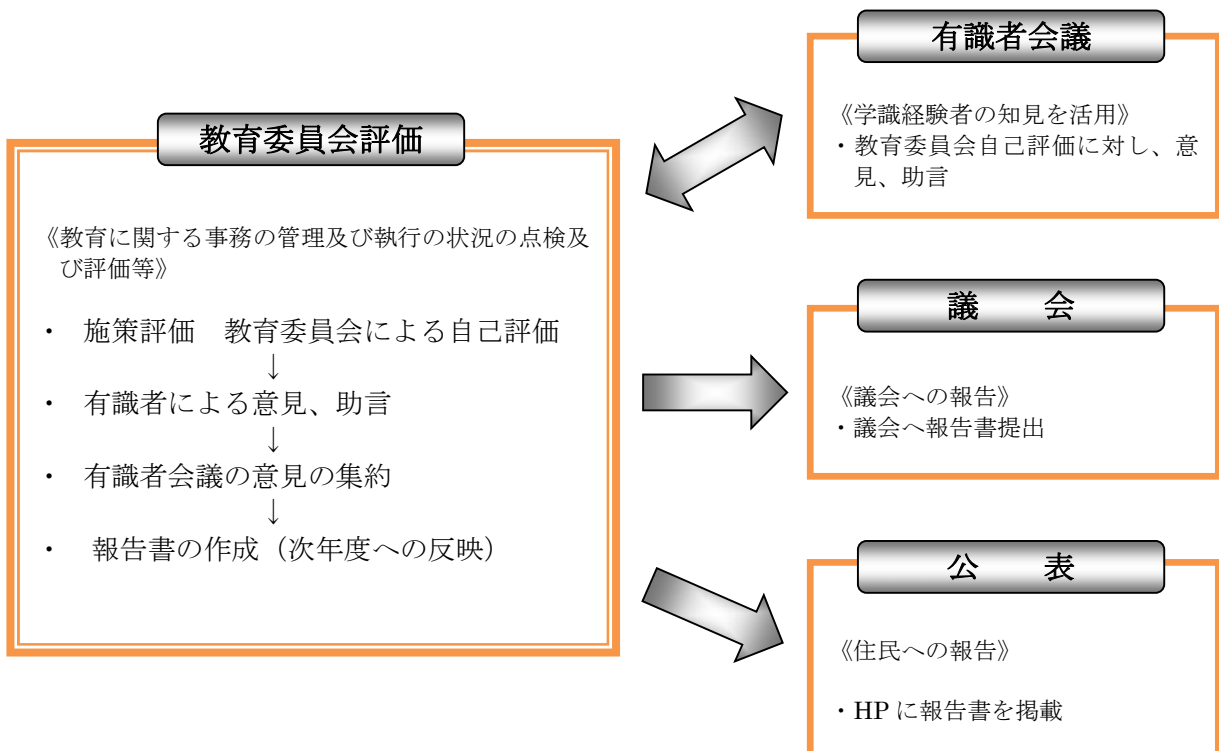 教育委員会評価
《教育に関する事務の管理及び執行の状況の点検及
び評価等》
・ 施策評価 教育委員会による自己評価
↓
・ 有識者による意見、助言
↓
・ 有識者会議の意見の集約
↓
・ 報告書の作成（次年度への反映）
有識者会議
《学識経験者の知見を活用》
・教育委員会自己評価に対し、意
見、助言
議 会
《議会への報告》
・議会へ報告書提出
公 表
《住民への報告》
・HP に報告書を掲載